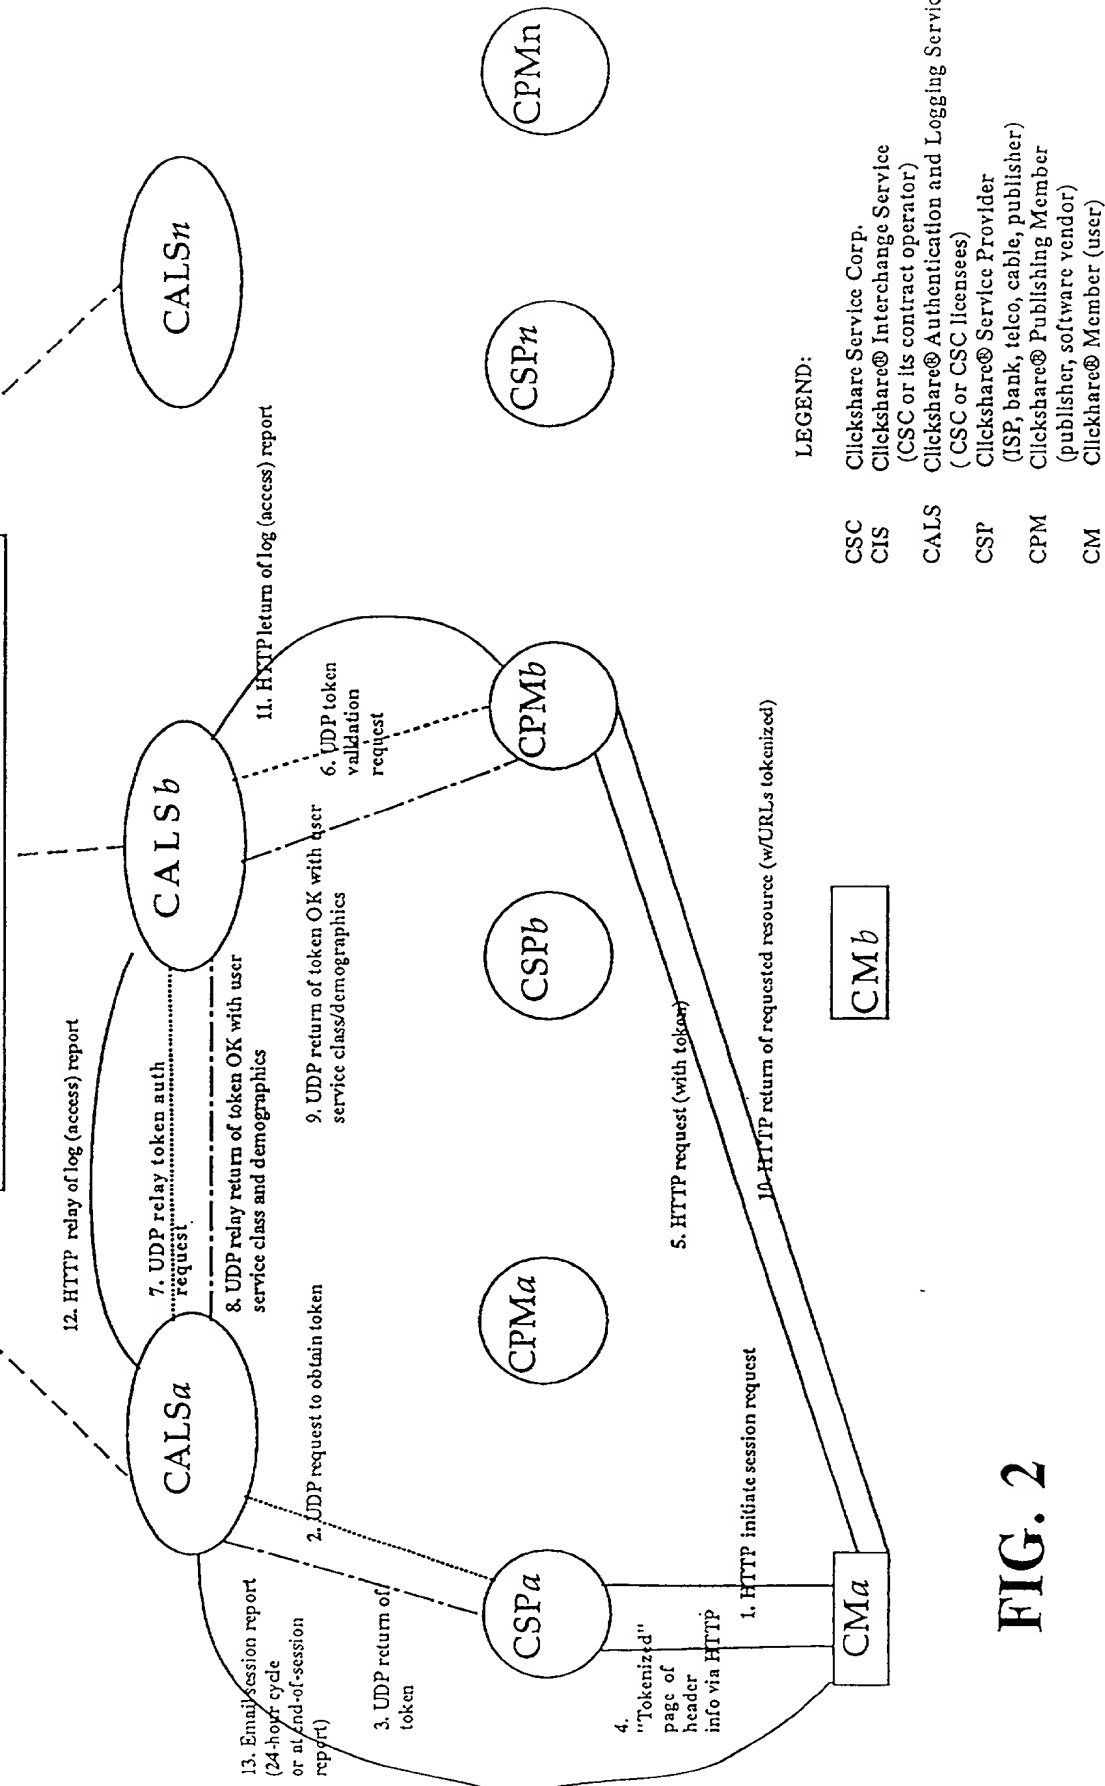 12. HTTP relay of log (access) report
CALSa
CALSb
CALSn
7. UDP relay token auth
request
8. UDP relay return of token OK with user
service class and demographics
11. HTTP return of log (access) report
13. Email session report
(24-hour cycle
or at end-of-session
report)
2. UDP request to obtain token
3. UDP return of
token
9. UDP return of token OK with user
service class/demographics
6. UDP token
validation
request
CSPa
CPMa
CSPb
CPMb
CSPn
CPMn
4.
"Tokenized"
page of
header
info via HTTP
1. HTTP initiate session request
5. HTTP request (with token)
10. HTTP return of requested resource (w/URLs tokenized)
CMa
CMb
LEGEND:
CSC Clickshare Service Corp.
CIS Clickshare® Interchange Service
(CSC or its contract operator)
CALS Clickshare® Authentication and Logging Servic
( CSC or CSC licensees)
CSP Clickshare® Service Provider
(ISP, bank, telco, cable, publisher)
CPM Clickshare® Publishing Member
(publisher, software vendor)
CM Clickhare® Member (user)
FIG. 2